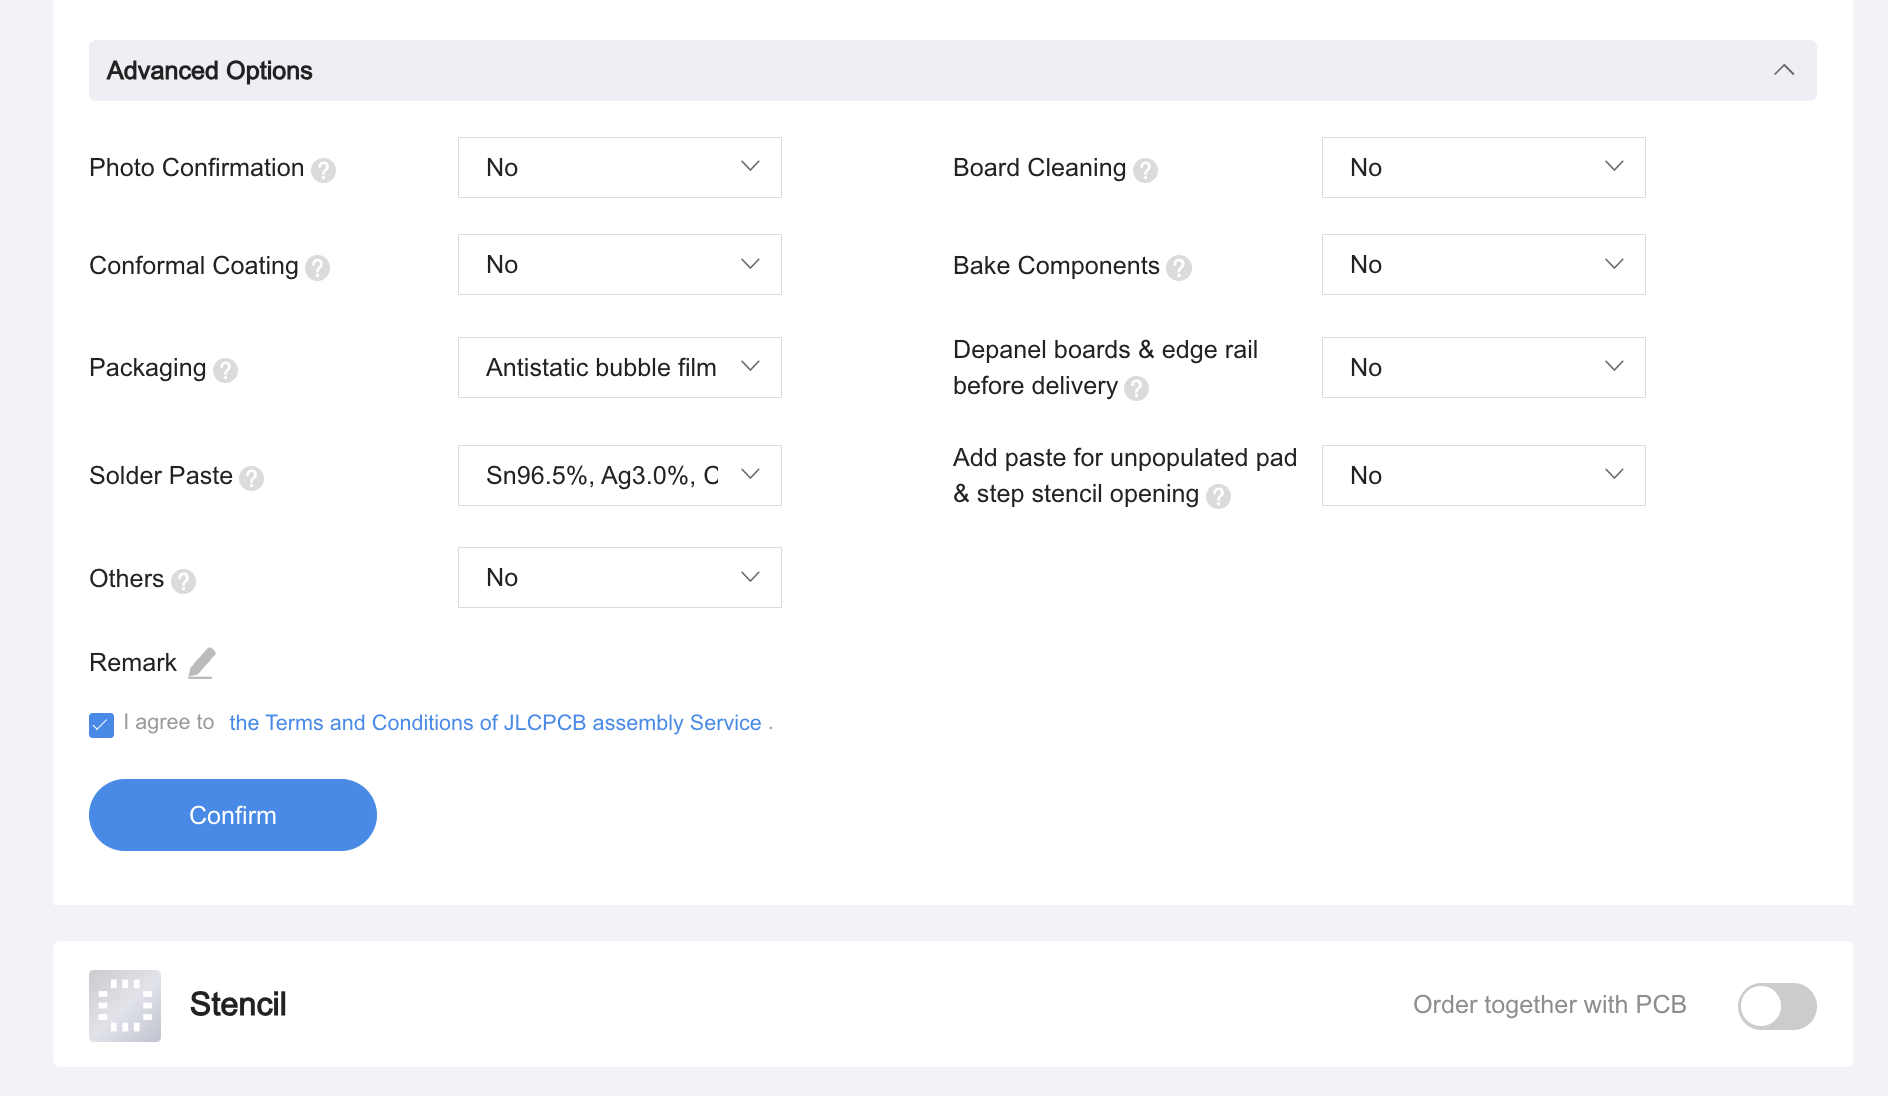 Advanced Options
Photo Confirmation ? No
Board Cleaning ? No
Conformal Coating ? No
Bake Components ? No
Packaging ? Antistatic bubble film
Depanel boards & edge rail
before delivery ? No
Solder Paste ? Sn96.5%, Ag3.0%, C
Add paste for unpopulated pad
& step stencil opening ? No
Others ? No
Remark
I agree to the Terms and Conditions of JLCPCB assembly Service .
Confirm
Stencil
Order together with PCB